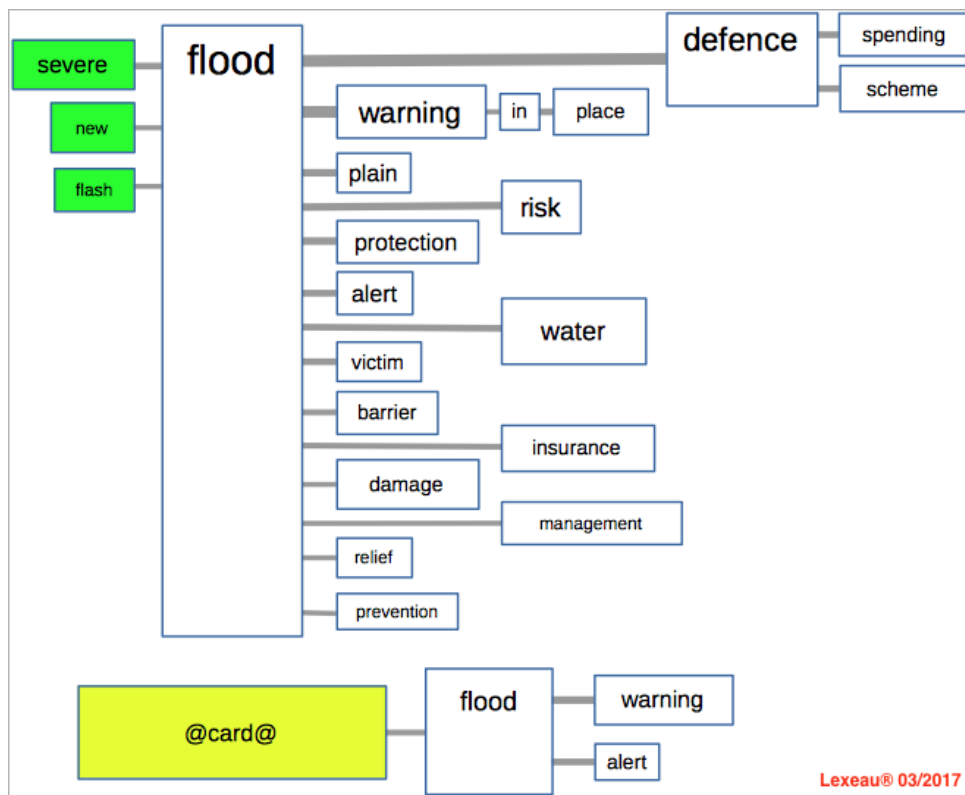 severe
new
flash
flood
defence
spending
scheme
warning
in
place
plain
risk
protection
alert
water
victim
barrier
insurance
damage
management
relief
prevention
@card@
flood
warning
alert
Lexeau® 03/2017